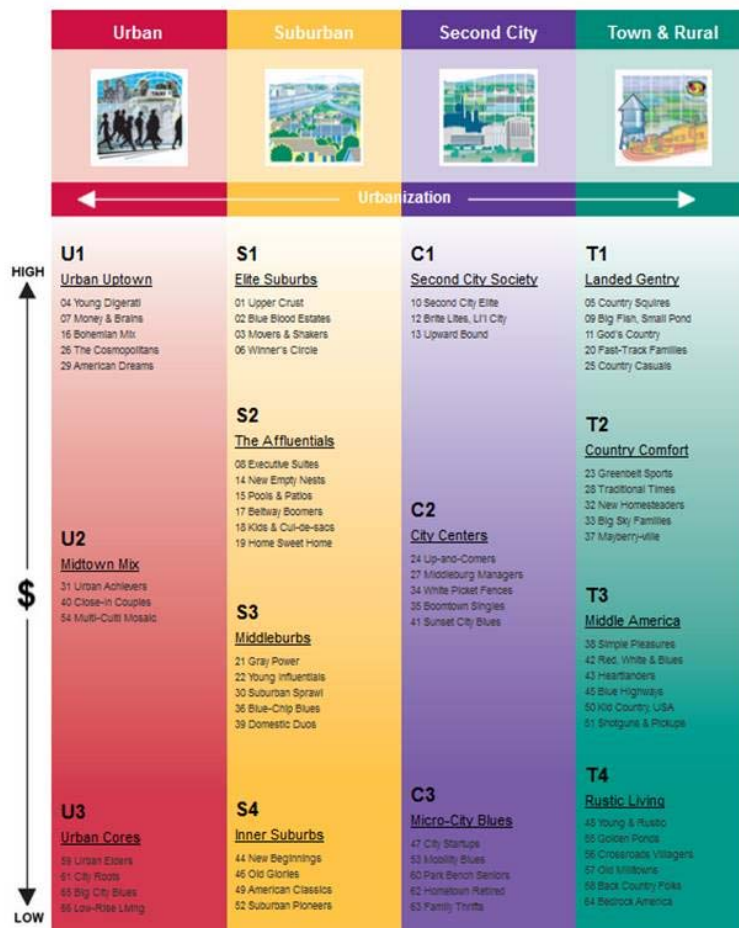 Urban
Suburban
Second City
Town & Rural
TAXI
Urbanization
HIGH
$
LOW
U1
Urban Uptown
04 Young Digerati
07 Money & Brains
16 Bohemian Mix
26 The Cosmopolitans
29 American Dreams
U2
Midtown Mix
31 Urban Achievers
40 Close-in Couples
54 Multi-Culti Mosaic
U3
Urban Cores
59 Urban Elders
61 City Roots
65 Big City Blues
66 Low-Rise Living
S1
Elite Suburbs
01 Upper Crust
02 Blue Blood Estates
03 Movers & Shakers
06 Winner's Circle
S2
The Affluentials
08 Executive Suites
14 New Empty Nests
15 Pools & Patios
17 Beltway Boomers
18 Kids & Cul-de-sacs
19 Home Sweet Home
S3
Middleburbs
21 Gray Power
22 Young Influentials
30 Suburban Sprawl
36 Blue-Chip Blues
39 Domestic Duos
S4
Inner Suburbs
44 New Beginnings
46 Old Glories
49 American Classics
52 Suburban Pioneers
C1
Second City Society
10 Second City Elite
12 Brite Lites, Li'l City
13 Upward Bound
C2
City Centers
24 Up-and-Comers
27 Middleburg Managers
34 White Picket Fences
35 Boomtown Singles
41 Sunset City Blues
C3
Micro-City Blues
47 City Startups
53 Mobility Blues
60 Park Bench Seniors
62 Hometown Retired
63 Family Thrifts
T1
Landed Gentry
05 Country Squires
09 Big Fish, Small Pond
11 God's Country
20 Fast-Track Families
25 Country Casuals
T2
Country Comfort
23 Greenbelt Sports
28 Traditional Times
32 New Homesteaders
33 Big Sky Families
37 Mayberry-ville
T3
Middle America
38 Simple Pleasures
42 Red, White & Blues
43 Heartlanders
45 Blue Highways
50 Kid Country, USA
51 Shotguns & Pickups
T4
Rustic Living
48 Young & Rustic
55 Golden Ponds
56 Crossroads Villagers
57 Old Milltowns
58 Back Country Folks
64 Bedrock America